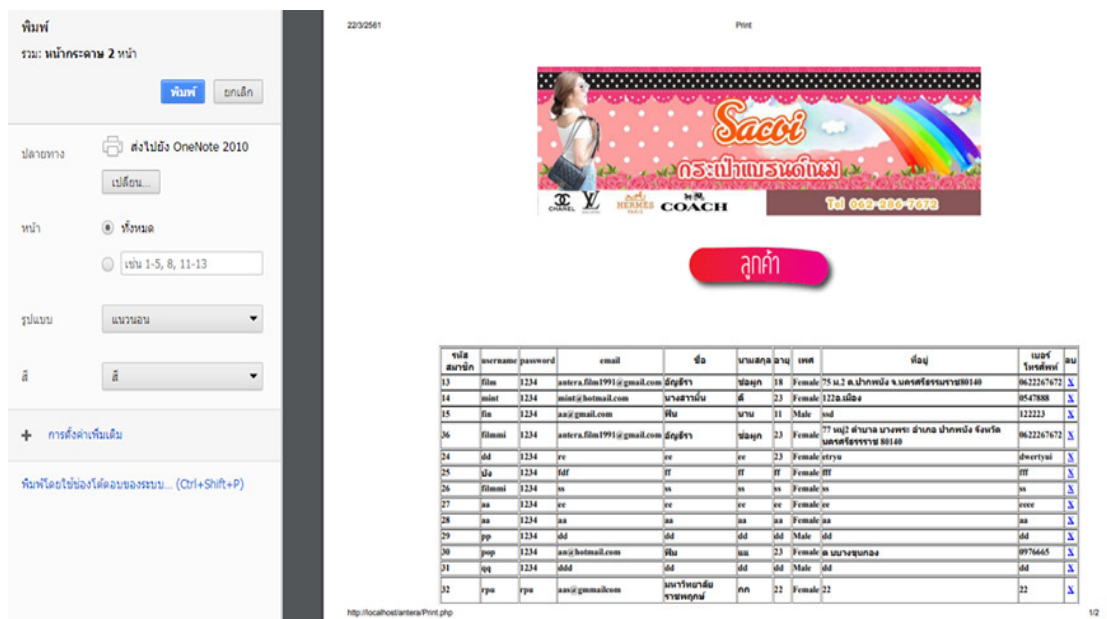 พิมพ์
รวม: หน้ากระดาษ 2 หน้า
พิมพ์ ยกเลิก
ปลายทาง ส่งไปยัง OneNote 2010
เปลี่ยน...
หน้า ทั้งหมด
เช่น 1-5, 8, 11-13
รูปแบบ แนวนอน
สี สี
+ การตั้งค่าเพิ่มเติม
พิมพ์โดยใช้ช่องโต้ตอบของระบบ... (Ctrl+Shift+P)
22/3/2561 Print
Sacoi
กระเป๋าแบรนด์เนม
CHANEL HERMES PARIS COACH Tel 062-286-7672
ลูกค้า
รหัสสมาชิก username password email ชื่อ นามสกุล อายุ เพศ ที่อยู่ เบอร์โทรศัพท์ ลบ
13 film 1234 antera.film1991@gmail.com อัญธีรา ช่อผูก 18 Female 75 ม.2 ต.ปากพนัง จ.นครศรีธรรมราช80140 0622267672 X
14 mint 1234 mint@hotmail.com นางสาวมิ้น ดี 23 Female 122อ.เมือง 0547888 X
15 fin 1234 aa@gmail.com ฟิน นาน 11 Male ssd 122223 X
36 filmmi 1234 antera.film1991@gmail.com อัญธีรา ช่อผูก 23 Female 77 หมู่2 ตำบาล บางพระ อำเภอ ปากพนัง จังหวัด นครศรีธรรราช 80140 0622267672 X
24 dd 1234 re ee ee 23 Female etryu dwertyui X
25 บัง 1234 fdf ff ff ff Female fff fff X
26 filmmi 1234 ss ss ss ss Female ss ss X
27 aa 1234 ee ee ee ee Female ee eeee X
28 aa 1234 aa aa aa aa Female aa aa X
29 pp 1234 dd dd dd dd Male dd dd X
30 pop 1234 an@hotmail.com ฟิม แแ 23 Female ต บบางขุนกอง 0976665 X
31 qq 1234 ddd dd dd dd Male dd dd X
32 rpu rpu aas@gmmailcom มหาวิทยาลัยราชพฤกษ์ กก 22 Female 22 22 X
http://localhost/antera/Print.php 1/2